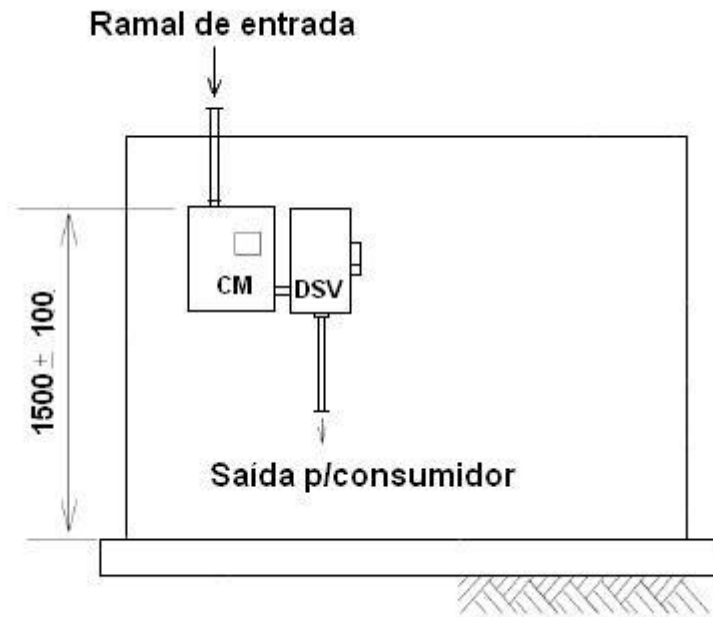 Ramal de entrada
CM
DSV
1500 ± 100
Saída p/consumidor